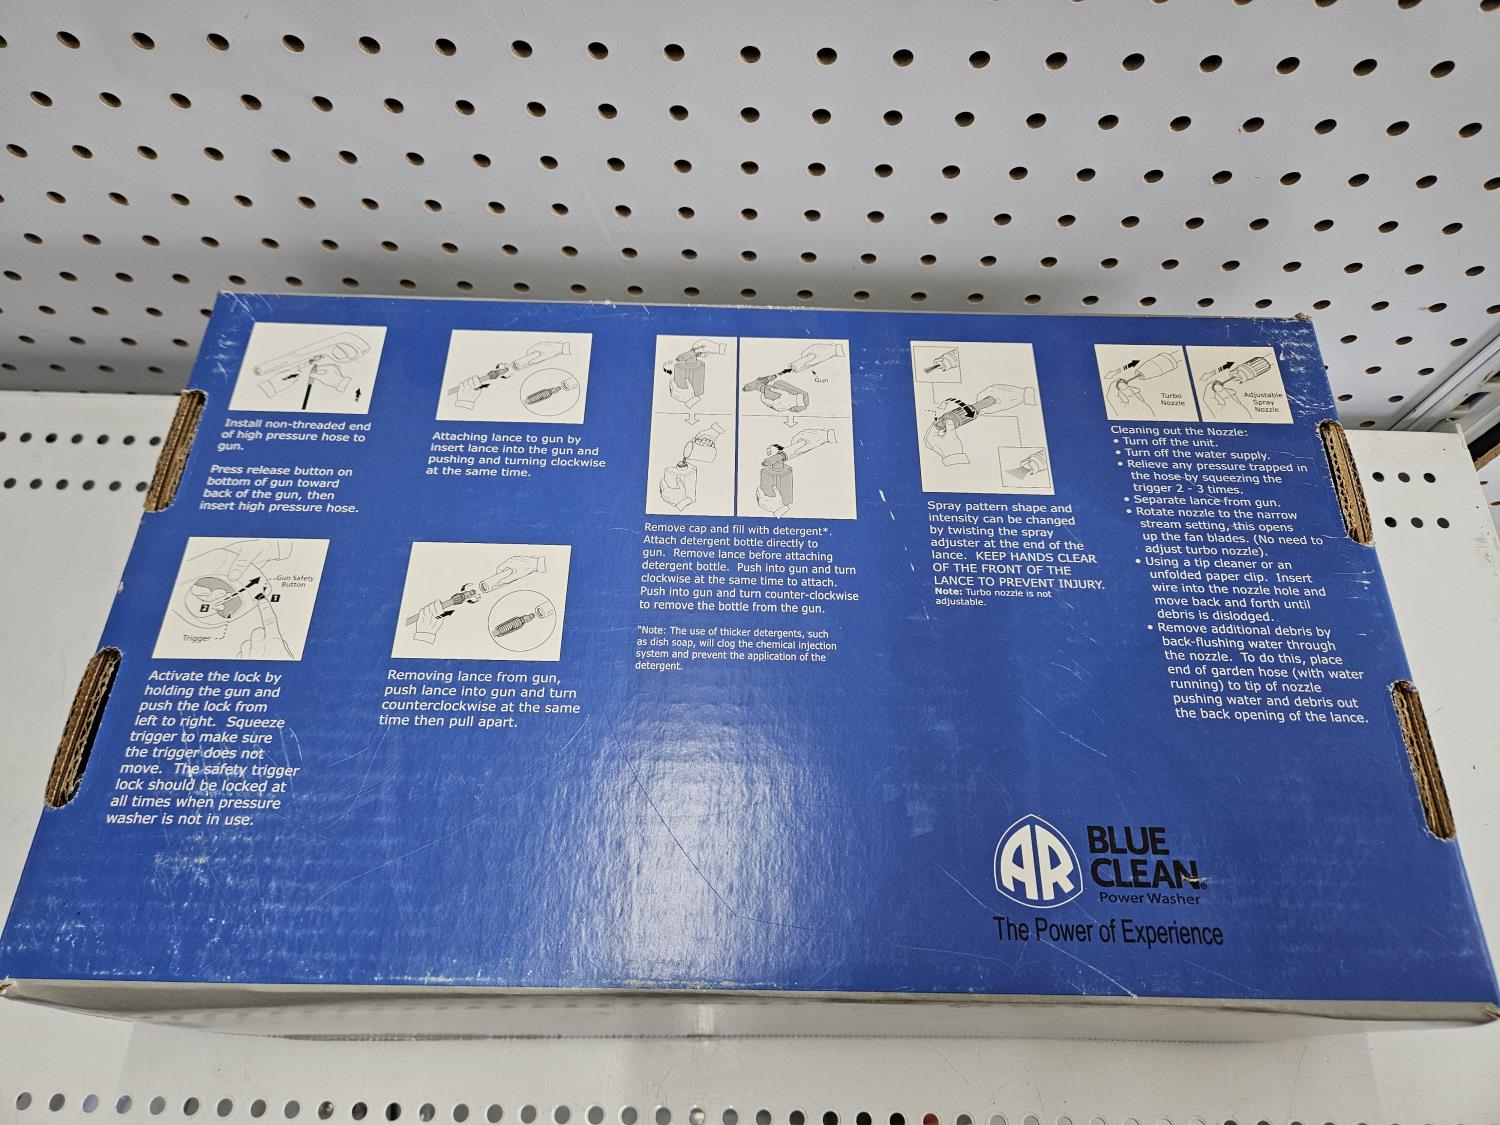 Install non-threaded end
of high pressure hose to
gun.
Press release button on
bottom of gun toward
back of the gun, then
insert high pressure hose.
Gun Safety
Button
1
2
Trigger
Activate the lock by
holding the gun and
push the lock from
left to right. Squeeze
trigger to make sure
the trigger does not
move. The safety trigger
lock should be locked at
all times when pressure
washer is not in use.
Attaching lance to gun by
insert lance into the gun and
pushing and turning clockwise
at the same time.
Removing lance from gun,
push lance into gun and turn
counterclockwise at the same
time then pull apart.
Gun
Remove cap and fill with detergent*.
Attach detergent bottle directly to
gun. Remove lance before attaching
detergent bottle. Push into gun and turn
clockwise at the same time to attach.
Push into gun and turn counter-clockwise
to remove the bottle from the gun.
*Note: The use of thicker detergents, such
as dish soap, will clog the chemical injection
system and prevent the application of the
detergent.
Spray pattern shape and
intensity can be changed
by twisting the spray
adjuster at the end of the
lance. KEEP HANDS CLEAR
OF THE FRONT OF THE
LANCE TO PREVENT INJURY.
Note: Turbo nozzle is not
adjustable.
Turbo
Nozzle
Adjustable
Spray
Nozzle
Cleaning out the Nozzle:
• Turn off the unit.
• Turn off the water supply.
• Relieve any pressure trapped in
the hose by squeezing the
trigger 2 - 3 times.
• Separate lance from gun.
• Rotate nozzle to the narrow
stream setting, this opens
up the fan blades. (No need to
adjust turbo nozzle).
• Using a tip cleaner or an
unfolded paper clip. Insert
wire into the nozzle hole and
move back and forth until
debris is dislodged.
• Remove additional debris by
back-flushing water through
the nozzle. To do this, place
end of garden hose (with water
running) to tip of nozzle
pushing water and debris out
the back opening of the lance.
AR
BLUE
CLEAN®
Power Washer
The Power of Experience